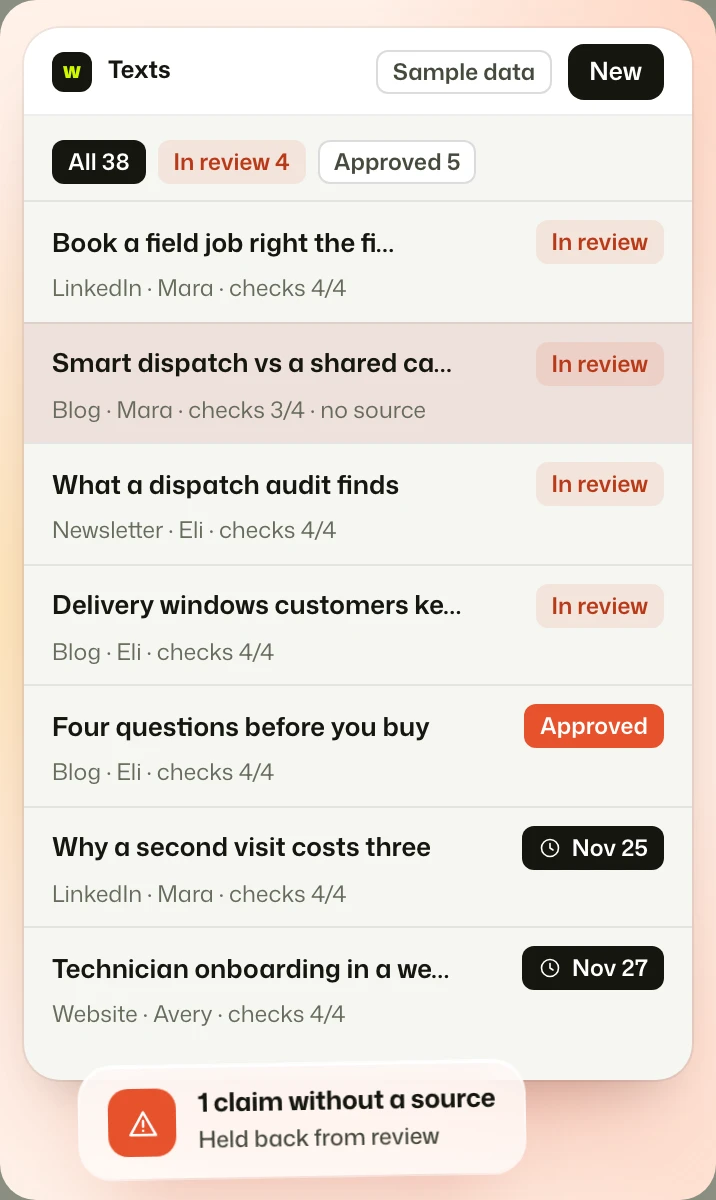 w Texts Sample data New
All 38 In review 4 Approved 5
Book a field job right the fi... In review
LinkedIn · Mara · checks 4/4
Smart dispatch vs a shared ca... In review
Blog · Mara · checks 3/4 · no source
What a dispatch audit finds In review
Newsletter · Eli · checks 4/4
Delivery windows customers ke... In review
Blog · Eli · checks 4/4
Four questions before you buy Approved
Blog · Eli · checks 4/4
Why a second visit costs three Nov 25
LinkedIn · Mara · checks 4/4
Technician onboarding in a we... Nov 27
Website · Avery · checks 4/4
1 claim without a source
Held back from review